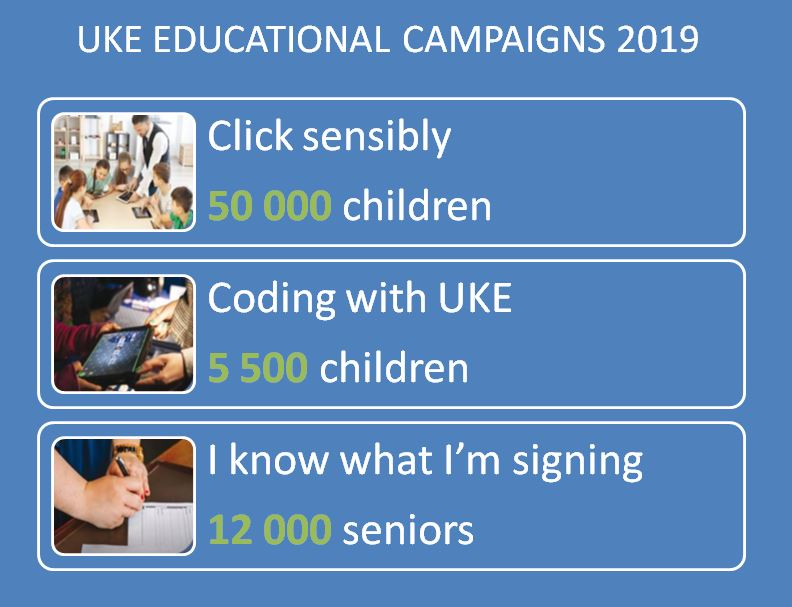 UKE EDUCATIONAL CAMPAIGNS 2019
Click sensibly
50 000 children
Coding with UKE
5 500 children
I know what I’m signing
12 000 seniors